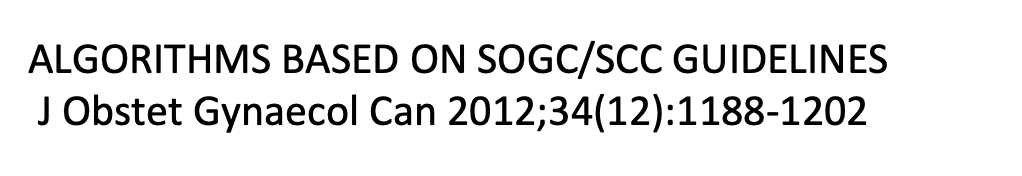 ALGORITHMS BASED ON SOGC/SCC GUIDELINES
J Obstet Gynaecol Can 2012;34(12):1188-1202